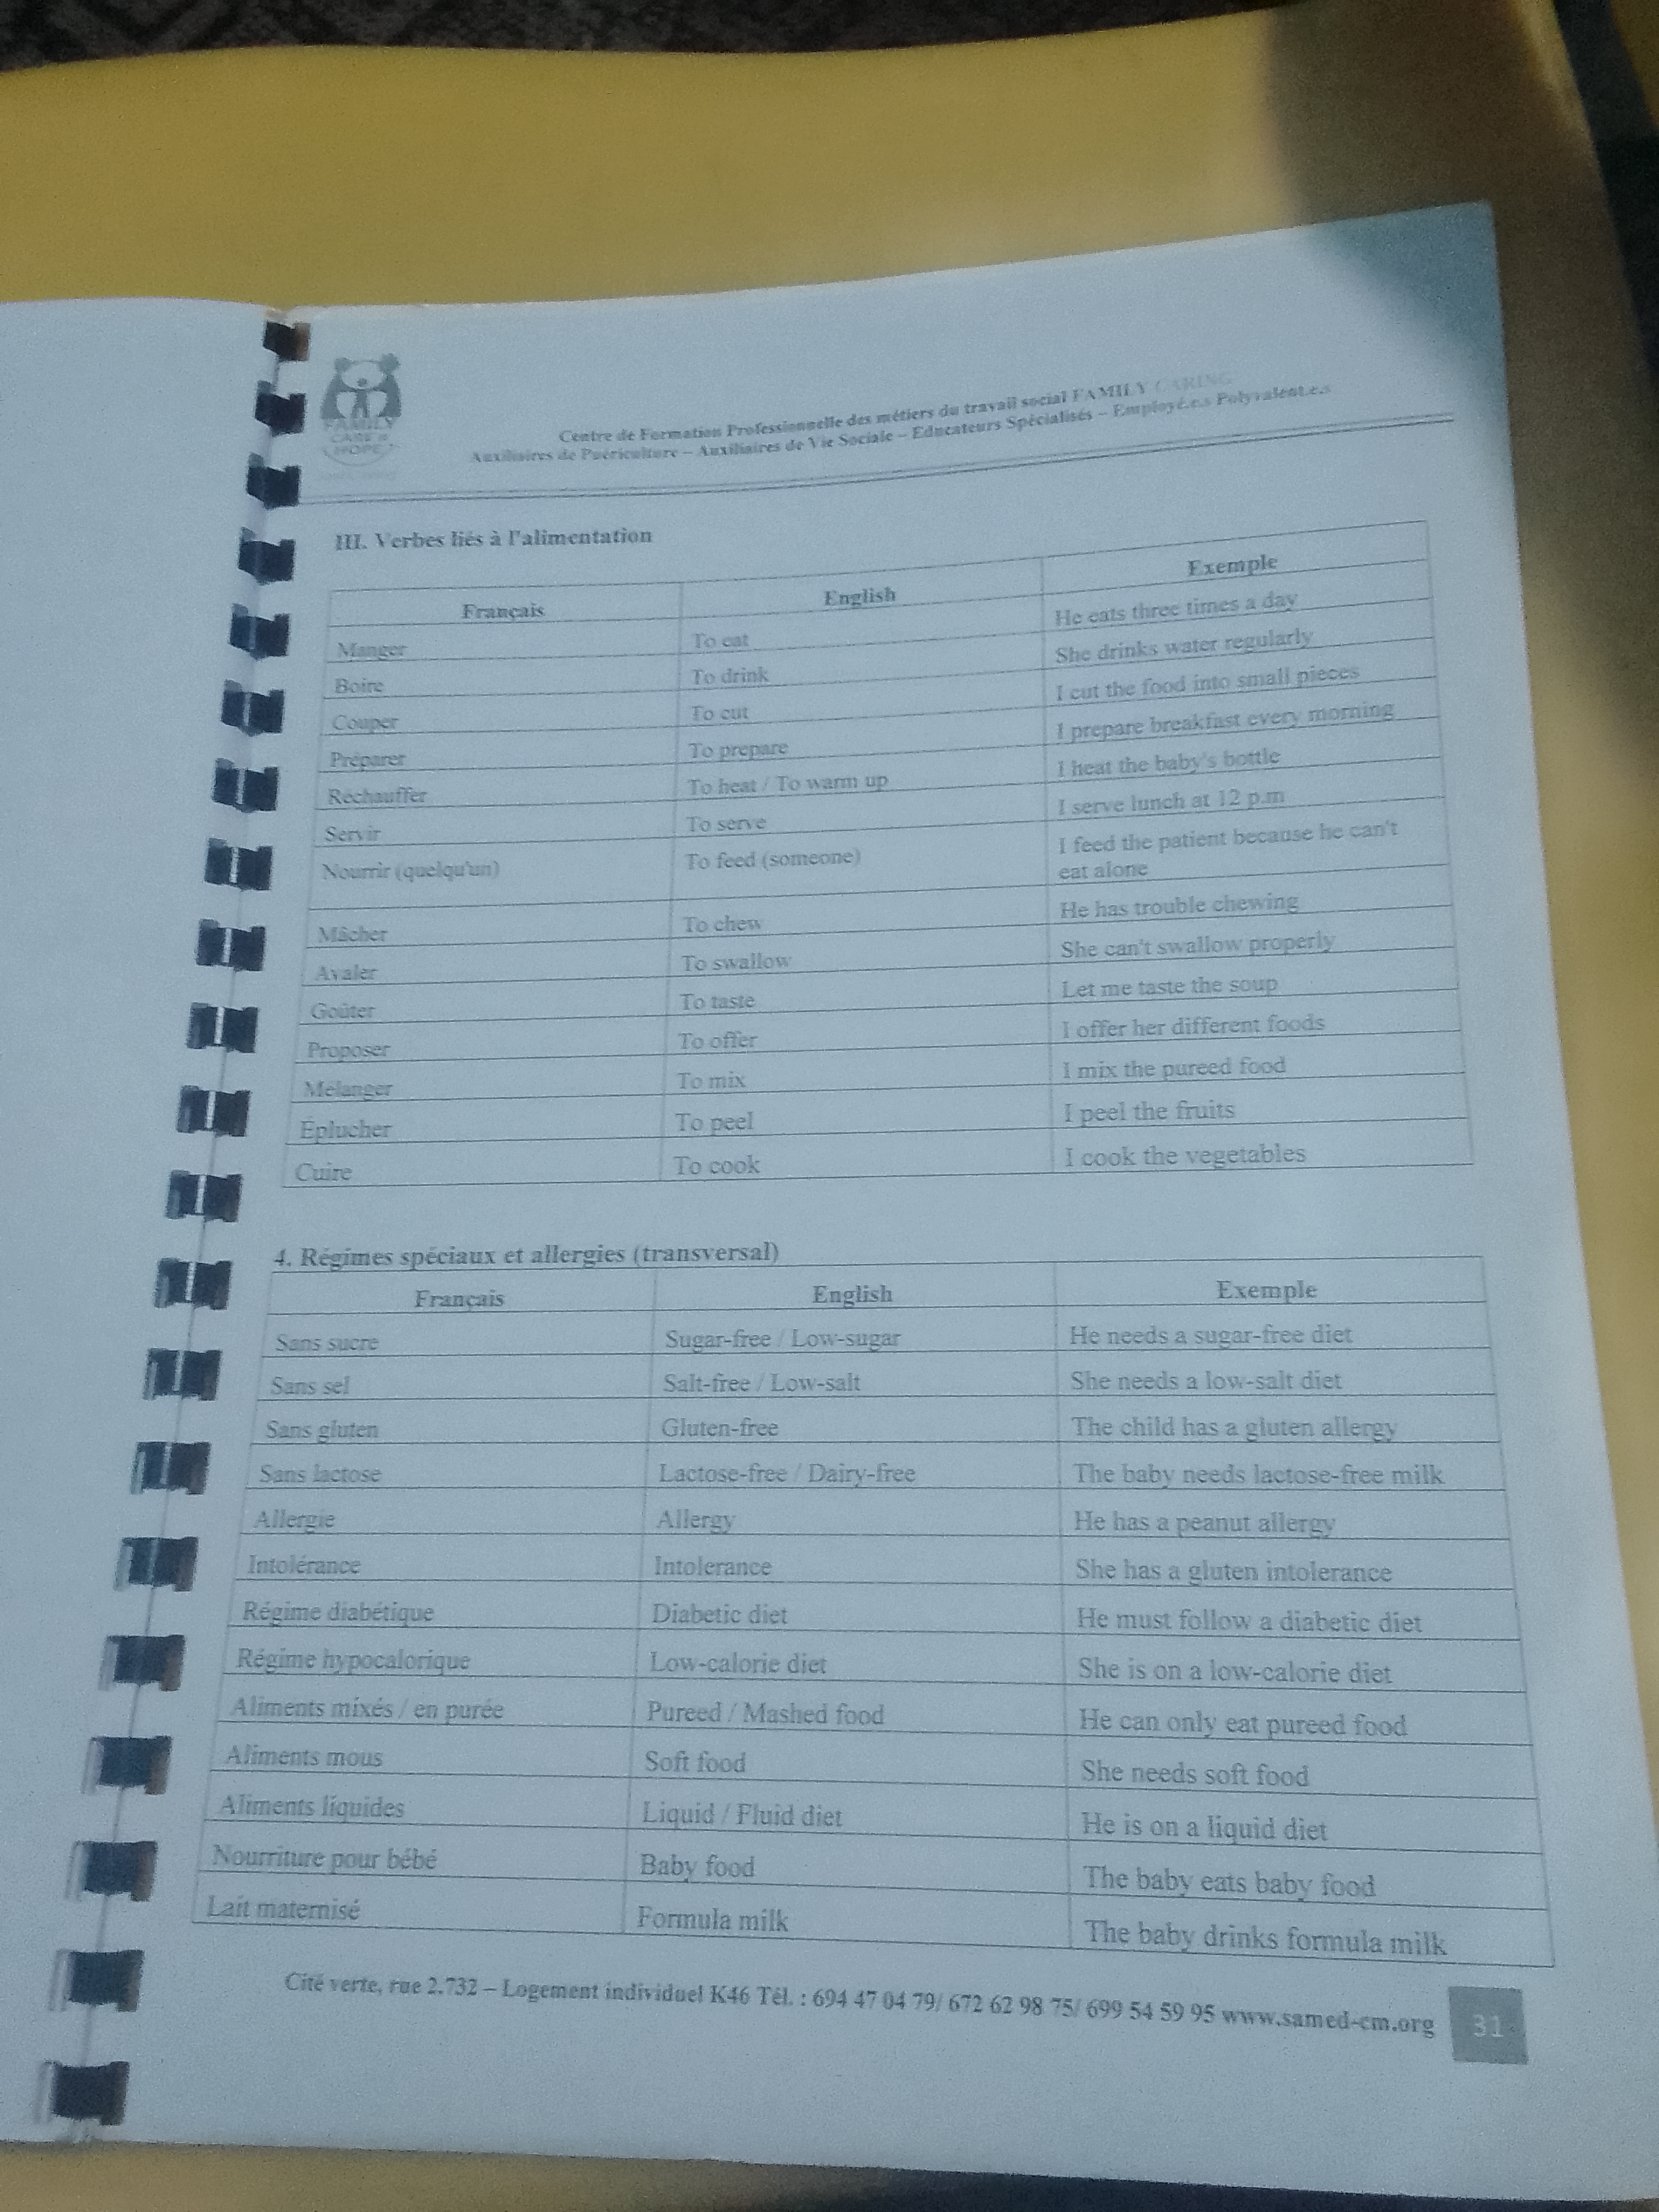 FAMILY
CARE &
HOPE
Centre de Formation Professionnelle des métiers du travail social FAMILY CARING
Auxiliaires de Puériculture – Auxiliaires de Vie Sociale – Educateurs Spécialisés – Employé.e.s Polyvalent.e.s
III. Verbes liés à l'alimentation
Français English Exemple
Manger To eat He eats three times a day
Boire To drink She drinks water regularly
Couper To cut I cut the food into small pieces
Préparer To prepare I prepare breakfast every morning
Réchauffer To heat / To warm up I heat the baby's bottle
Servir To serve I serve lunch at 12 p.m
Nourrir (quelqu'un) To feed (someone) I feed the patient because he can't
eat alone
Mâcher To chew He has trouble chewing
Avaler To swallow She can't swallow properly
Goûter To taste Let me taste the soup
Proposer To offer I offer her different foods
Mélanger To mix I mix the pureed food
Éplucher To peel I peel the fruits
Cuire To cook I cook the vegetables
4. Régimes spéciaux et allergies (transversal)
Français English Exemple
Sans sucre Sugar-free / Low-sugar He needs a sugar-free diet
Sans sel Salt-free / Low-salt She needs a low-salt diet
Sans gluten Gluten-free The child has a gluten allergy
Sans lactose Lactose-free / Dairy-free The baby needs lactose-free milk
Allergie Allergy He has a peanut allergy
Intolérance Intolerance She has a gluten intolerance
Régime diabétique Diabetic diet He must follow a diabetic diet
Régime hypocalorique Low-calorie diet She is on a low-calorie diet
Aliments mixés / en purée Pureed / Mashed food He can only eat pureed food
Aliments mous Soft food She needs soft food
Aliments liquides Liquid / Fluid diet He is on a liquid diet
Nourriture pour bébé Baby food The baby eats baby food
Lait maternisé Formula milk The baby drinks formula milk
Cité verte, rue 2.732 – Logement individuel K46 Tél. : 694 47 04 79/ 672 62 98 75/ 699 54 59 95 www.samed-cm.org
31